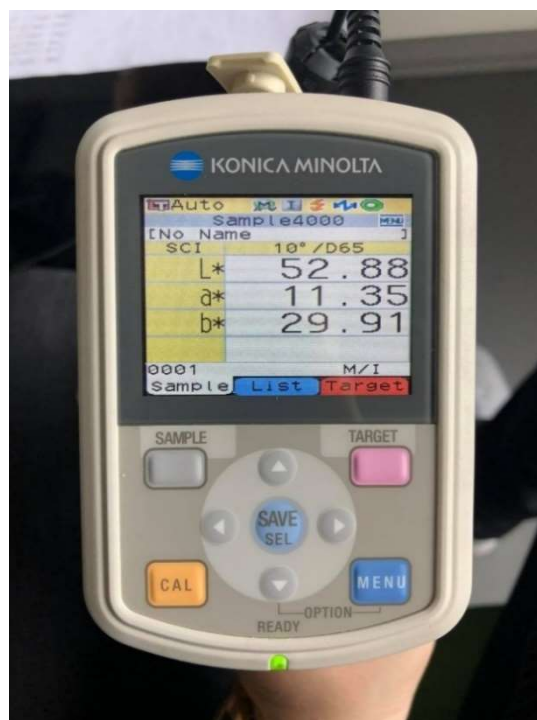 KONICA MINOLTA
Auto
Sample4000 MENU
[No Name ]
SCI 10°/D65
L* 52.88
a* 11.35
b* 29.91
0001 M/I
Sample List Target
SAMPLE TARGET
SAVE
SEL
CAL MENU
OPTION
READY